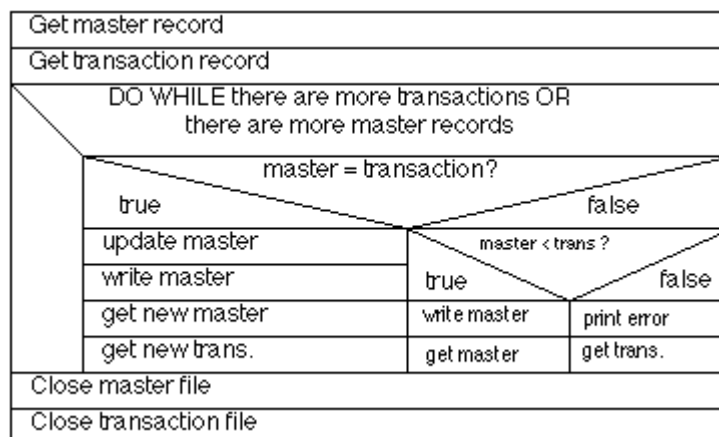 Get master record
Get transaction record
DO WHILE there are more transactions OR
there are more master records
master = transaction?
true
false
update master
write master
get new master
get new trans.
master < trans ?
true
false
write master
get master
print error
get trans.
Close master file
Close transaction file